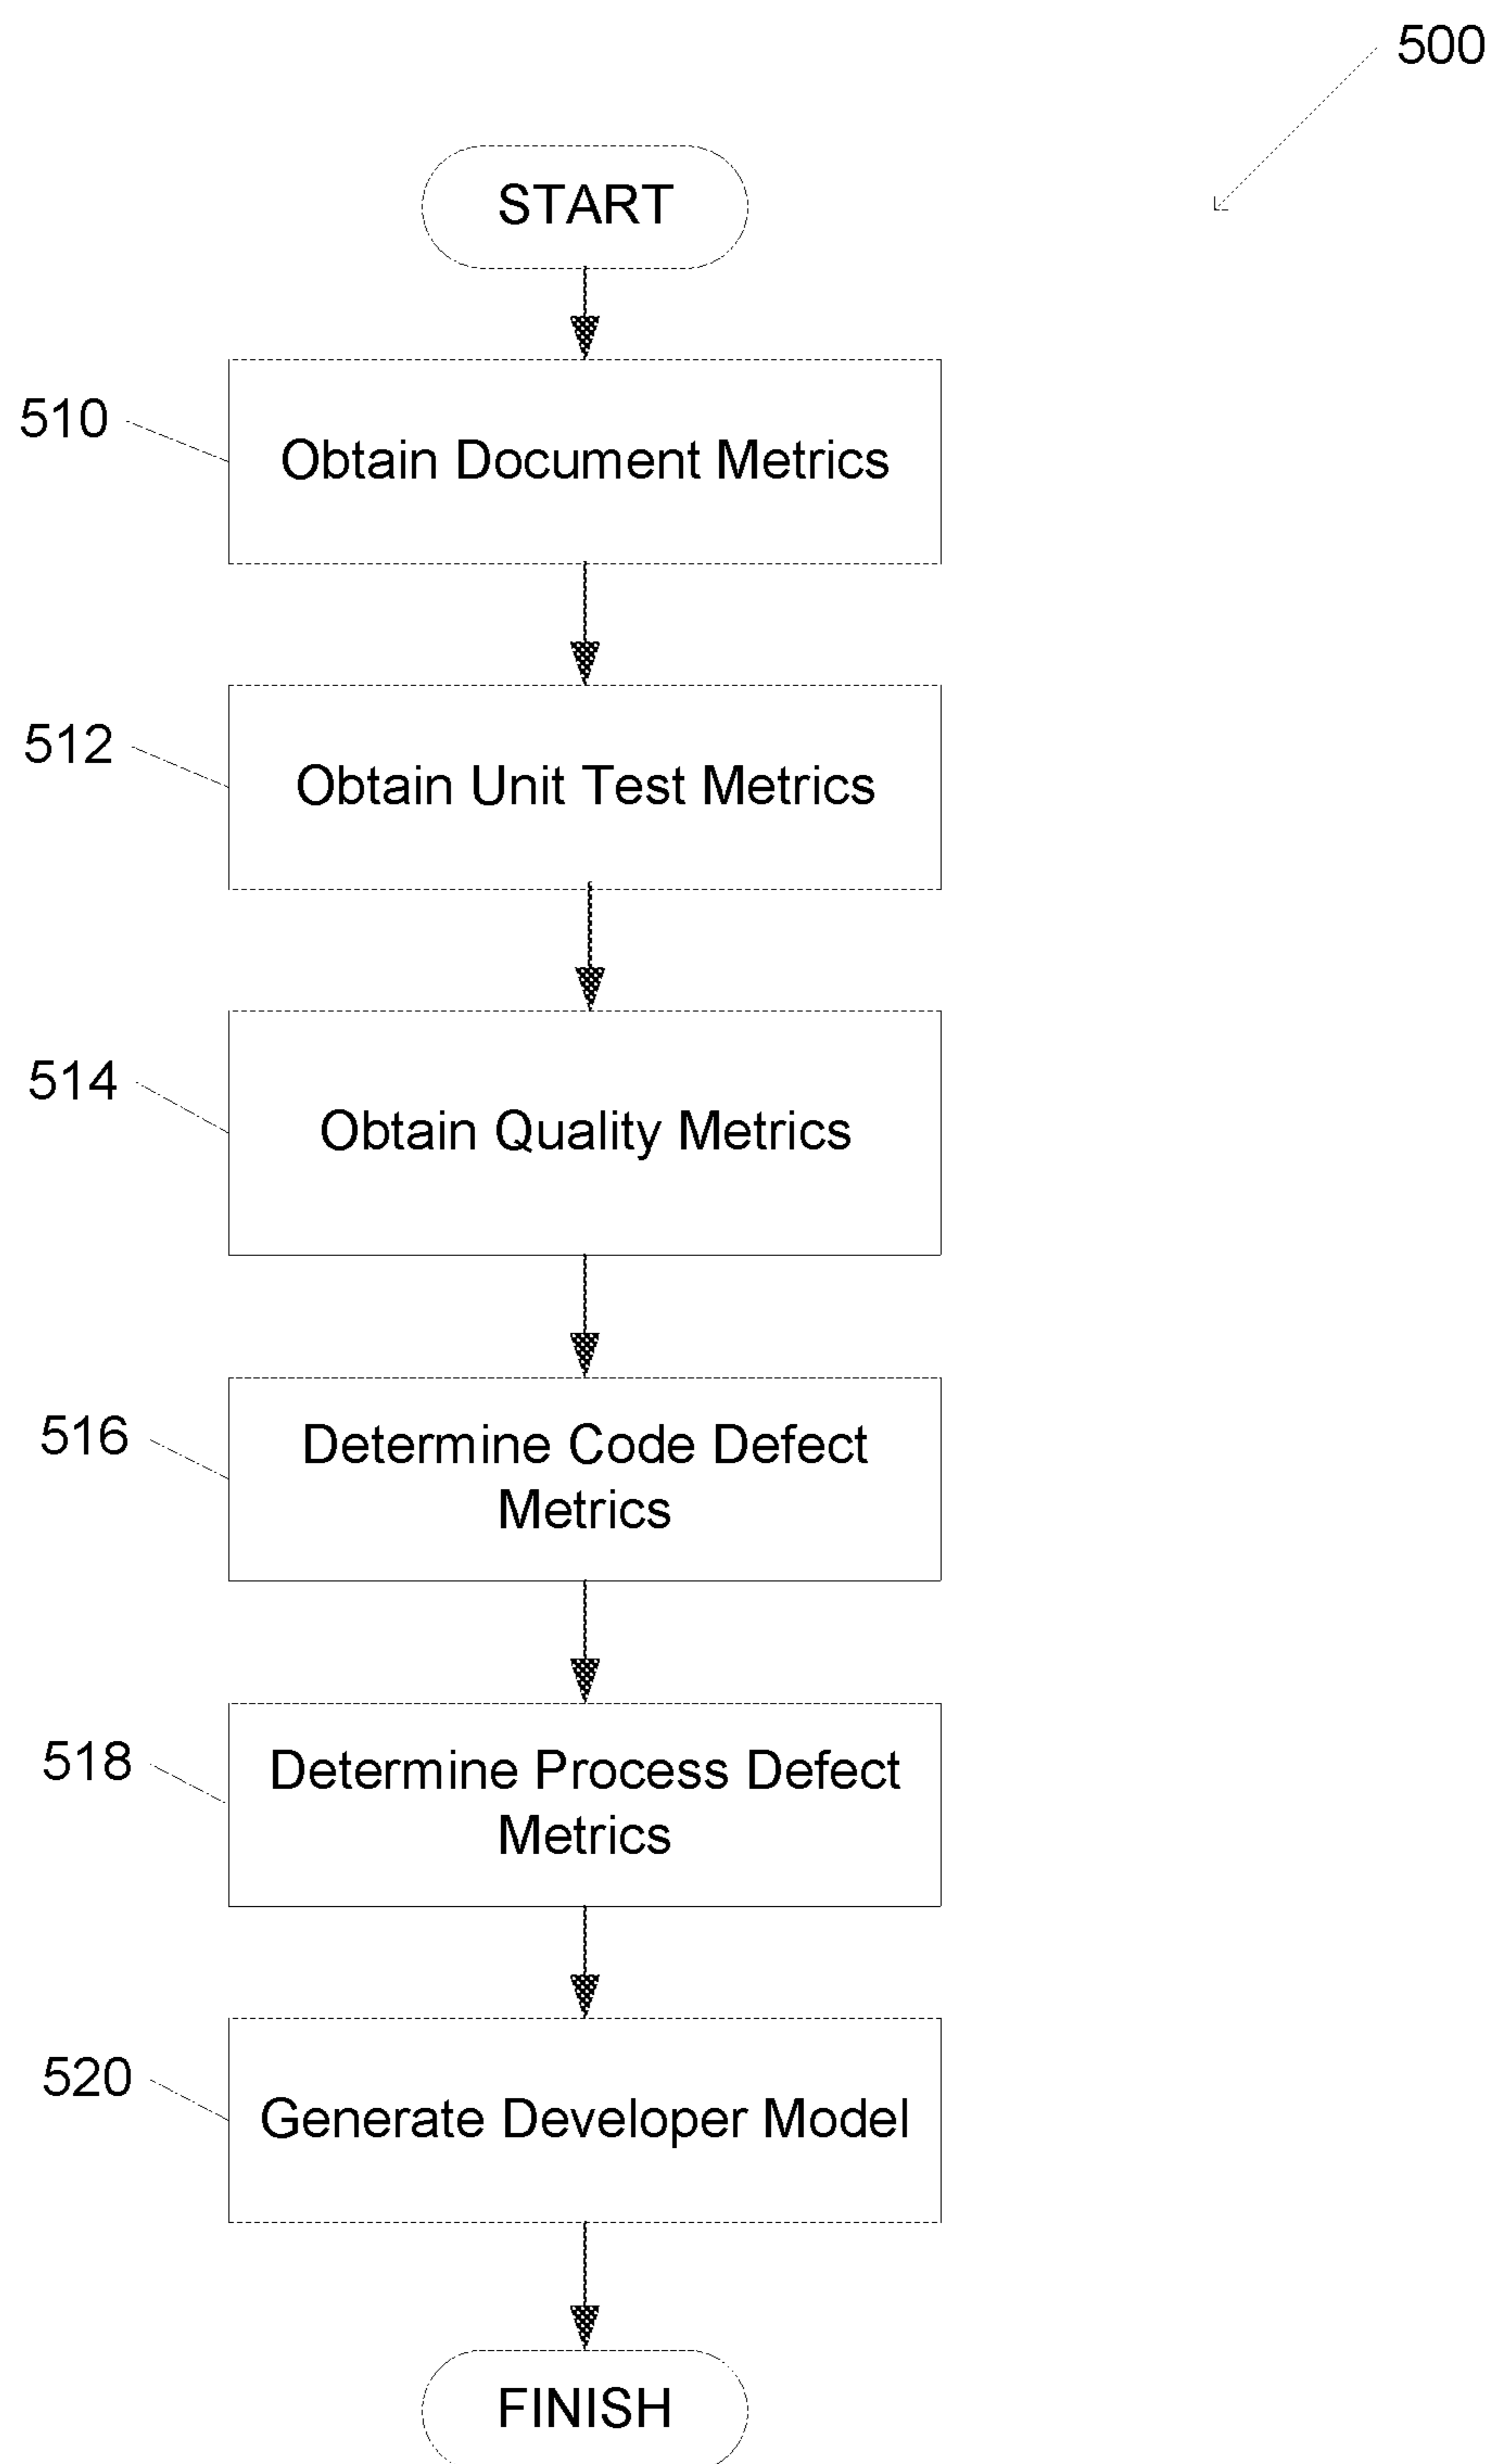 500
START
510
Obtain Document Metrics
512
Obtain Unit Test Metrics
514
Obtain Quality Metrics
516
Determine Code Defect
Metrics
518
Determine Process Defect
Metrics
520
Generate Developer Model
FINISH